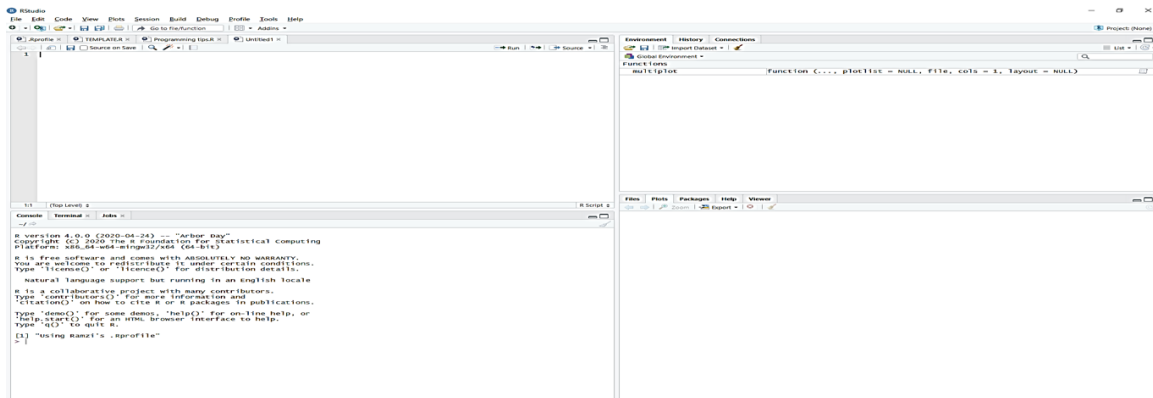 RStudio
File Edit Code View Plots Session Build Debug Profile Tools Help
Go to file/function Addins Project: (None)
.Rprofile TEMPLATE.R Programming tips.R Untitled1
Source on Save Run Source
1
1:1 (Top Level) R Script
Console Terminal Jobs
~/
R version 4.0.0 (2020-04-24) -- "Arbor Day"
Copyright (C) 2020 The R Foundation for Statistical Computing
Platform: x86_64-w64-mingw32/x64 (64-bit)
R is free software and comes with ABSOLUTELY NO WARRANTY.
You are welcome to redistribute it under certain conditions.
Type 'license()' or 'licence()' for distribution details.
Natural language support but running in an English locale
R is a collaborative project with many contributors.
Type 'contributors()' for more information and
'citation()' on how to cite R or R packages in publications.
Type 'demo()' for some demos, 'help()' for on-line help, or
'help.start()' for an HTML browser interface to help.
Type 'q()' to quit R.
[1] "Using Ramzi's .Rprofile"
>
Environment History Connections
Import Dataset List
Global Environment
Functions
multiplot function (..., plotlist = NULL, file, cols = 1, layout = NULL)
Files Plots Packages Help Viewer
Zoom Export